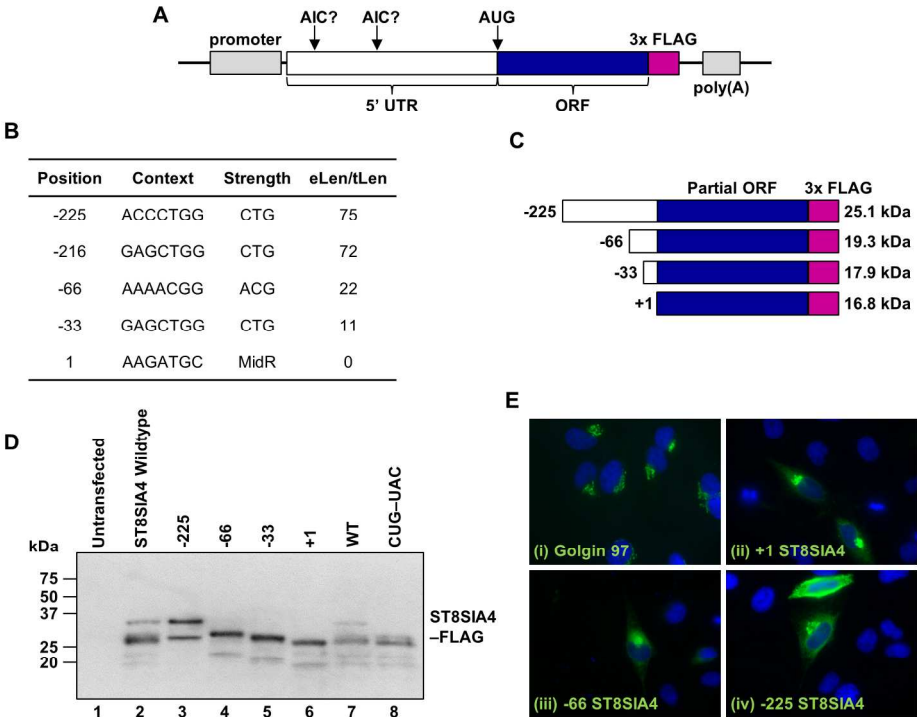 A
AIC? AIC? AUG
promoter 3x FLAG
5' UTR ORF poly(A)
B
Position Context Strength eLen/tLen
-225 ACCCTGG CTG 75
-216 GAGCTGG CTG 72
-66 AAAACGG ACG 22
-33 GAGCTGG CTG 11
1 AAGATGC MidR 0
C
Partial ORF 3x FLAG
-225 25.1 kDa
-66 19.3 kDa
-33 17.9 kDa
+1 16.8 kDa
D
Untransfected
ST8SIA4 Wildtype
-225
-66
-33
+1
WT
CUG–UAC
kDa
75
50
37
25
20
ST8SIA4
–FLAG
1 2 3 4 5 6 7 8
E
(i) Golgin 97
(ii) +1 ST8SIA4
(iii) -66 ST8SIA4
(iv) -225 ST8SIA4